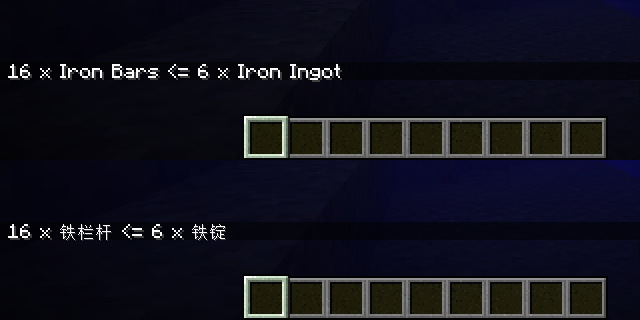 16 x Iron Bars <= 6 x Iron Ingot
16 x 铁栏杆 <= 6 x 铁锭